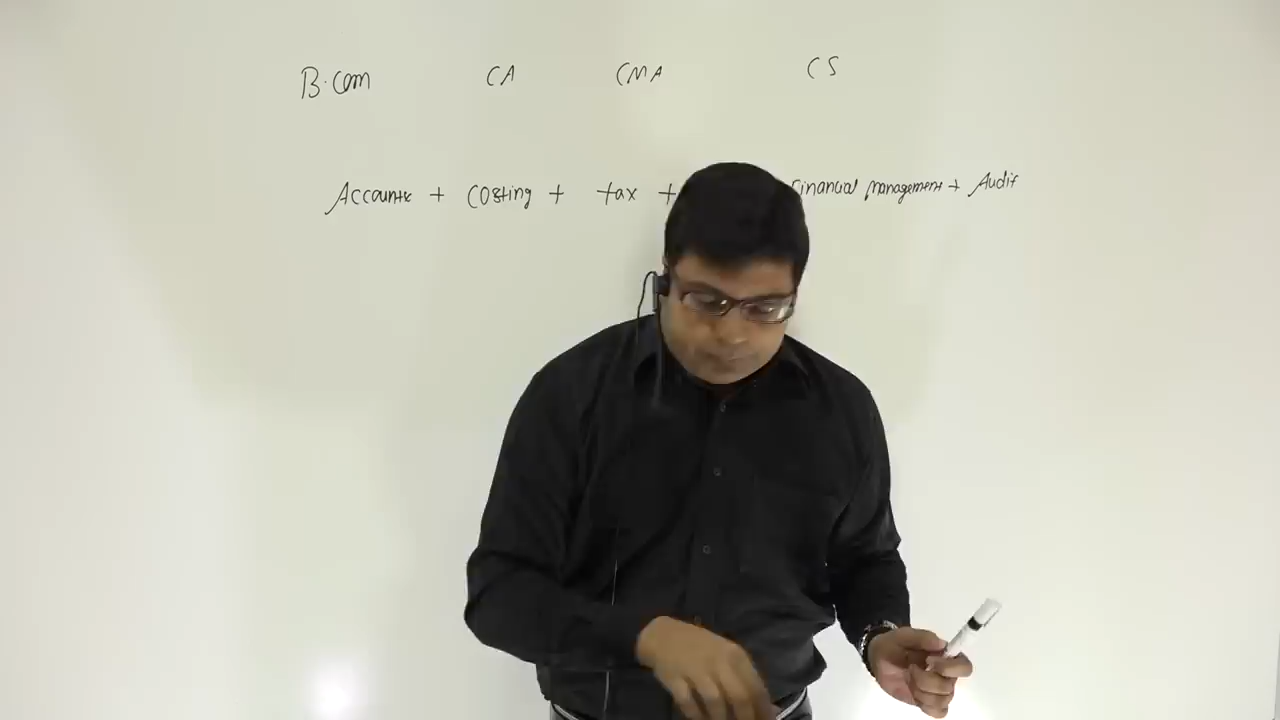 B.com CA CMA CS
Accounts + costing + tax + Financial management + Audit